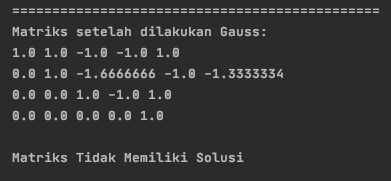 ==============================================
Matriks setelah dilakukan Gauss:
1.0 1.0 -1.0 -1.0 1.0
0.0 1.0 -1.6666666 -1.0 -1.3333334
0.0 0.0 1.0 -1.0 1.0
0.0 0.0 0.0 0.0 1.0
Matriks Tidak Memiliki Solusi